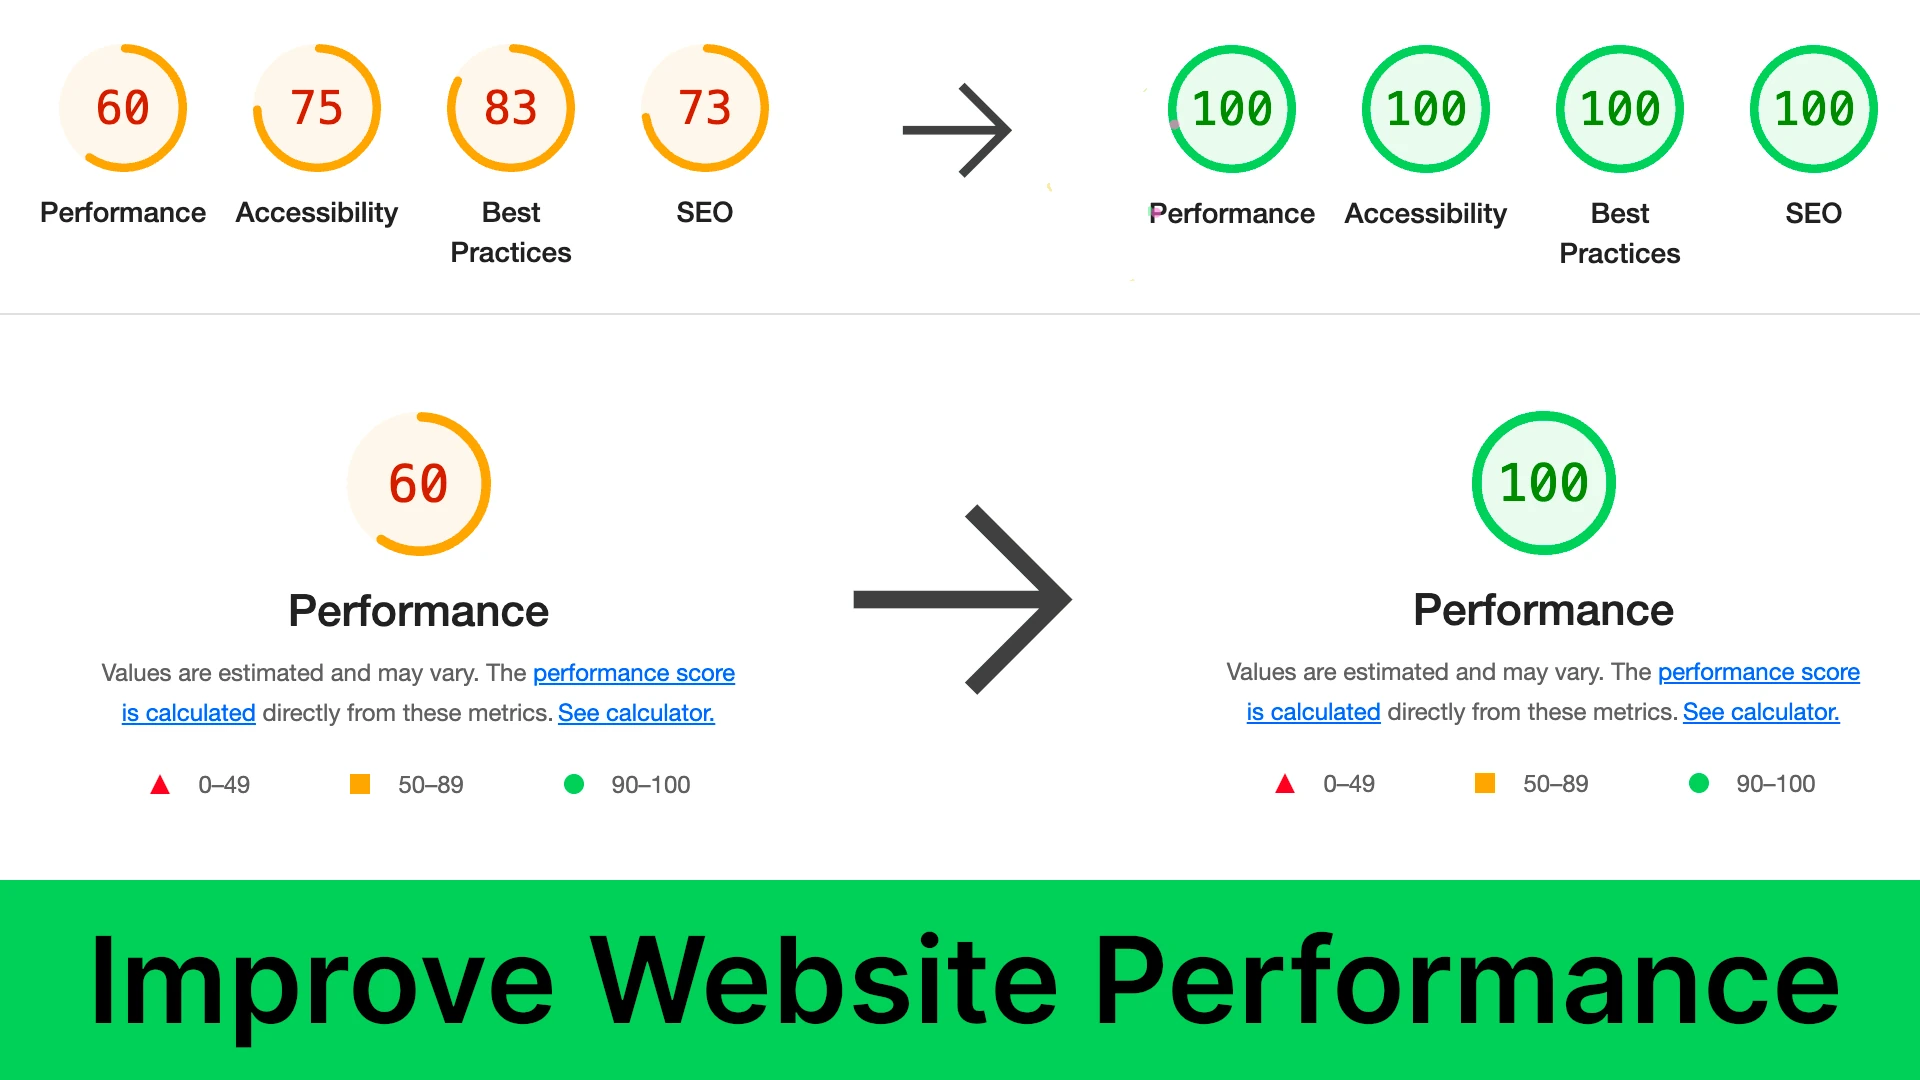 60 75 83 73
Performance Accessibility Best Practices SEO
100 100 100 100
Performance Accessibility Best Practices SEO
60
Performance
Values are estimated and may vary. The performance score
is calculated directly from these metrics. See calculator.
0–49 50–89 90–100
100
Performance
Values are estimated and may vary. The performance score
is calculated directly from these metrics. See calculator.
0–49 50–89 90–100
Improve Website Performance